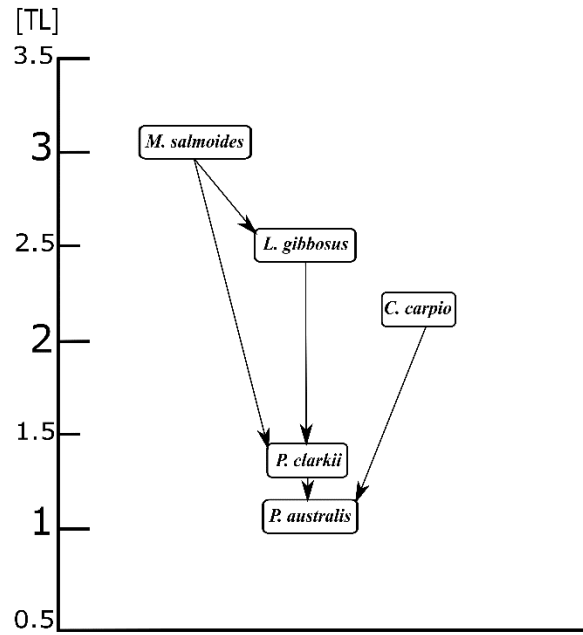 [TL]
3.5
M. salmoides
3
L. gibbosus
2.5
C. carpio
2
1.5
P. clarkii
P. australis
1
0.5